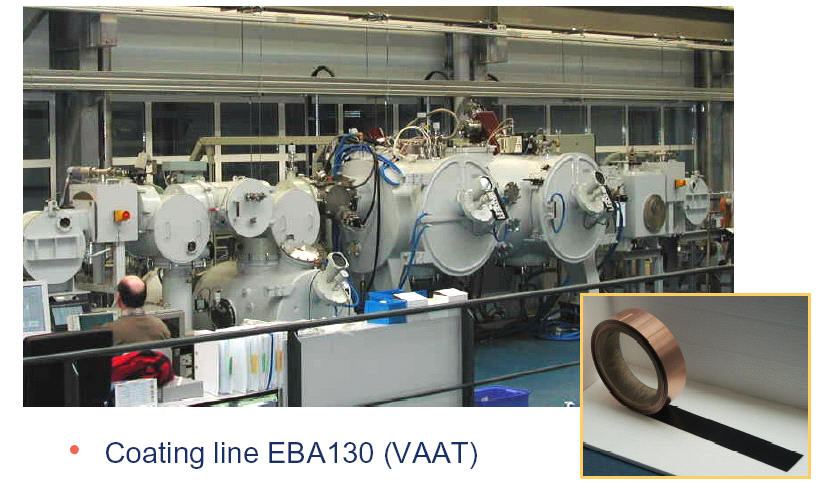 Coating line EBA130 (VAAT)